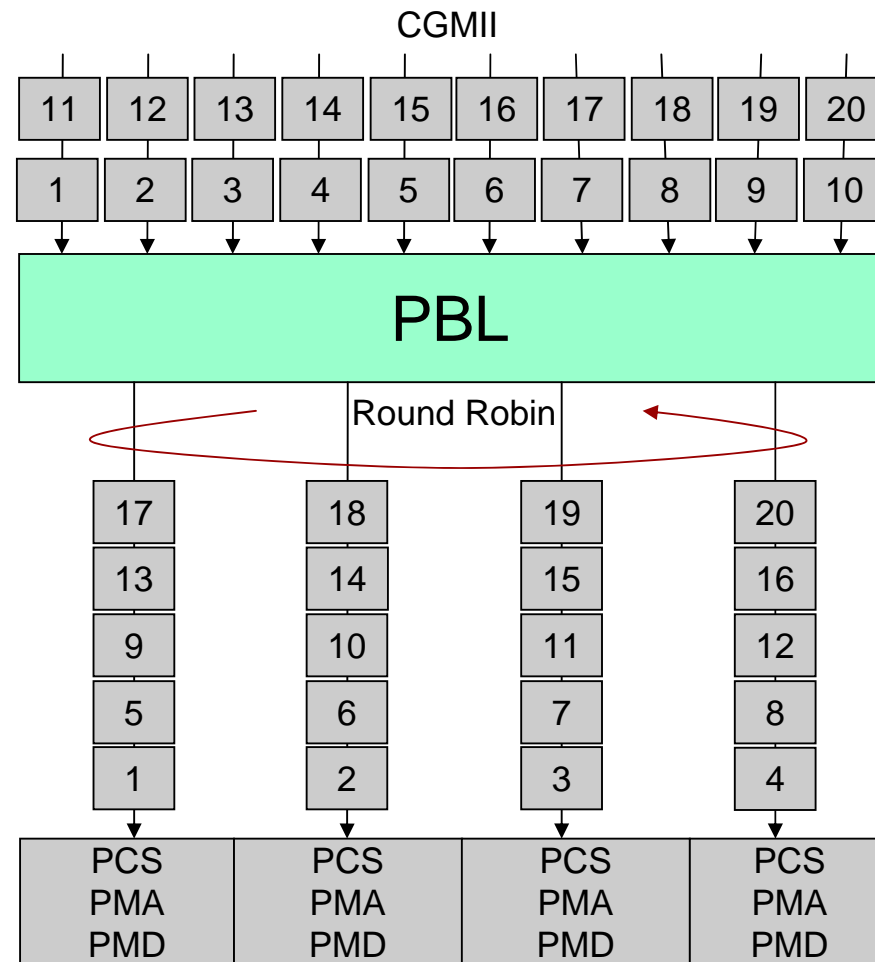 CGMII
11 12 13 14 15 16 17 18 19 20
1 2 3 4 5 6 7 8 9 10
PBL
Round Robin
17 18 19 20
13 14 15 16
9 10 11 12
5 6 7 8
1 2 3 4
PCS PCS PCS PCS
PMA PMA PMA PMA
PMD PMD PMD PMD